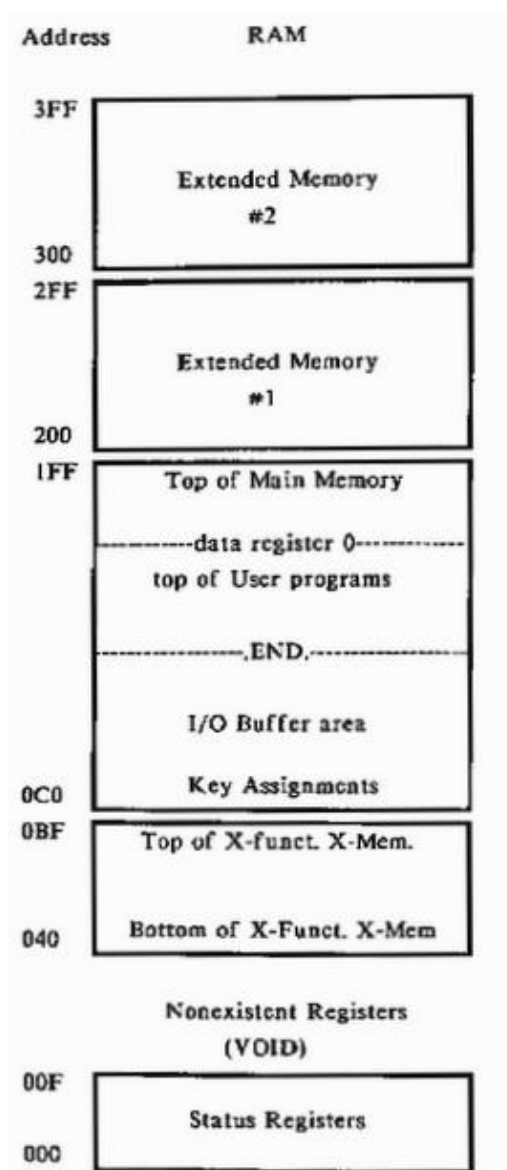 Address RAM
3FF
Extended Memory
#2
300
2FF
Extended Memory
#1
200
1FF
Top of Main Memory
----------data register 0-----------
top of User programs
---------------.END.----------------
I/O Buffer area
Key Assignments
0C0
0BF
Top of X-funct. X-Mem.
040
Bottom of X-Funct. X-Mem
Nonexistent Registers
(VOID)
00F
Status Registers
000